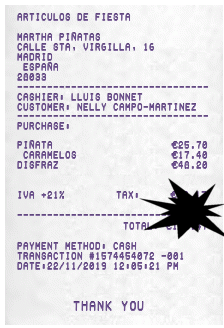 ARTICULOS DE FIESTA
MARTHA PIÑATAS
CALLE STA, VIRGILLA, 16
MADRID
ESPAÑA
28033
CASHIER: LLUIS BONNET
CUSTOMER: NELLY CAMPO-MARTINEZ
PURCHASE:
PIÑATA €25.70
CARAMELOS €17.40
DISFRAZ €48.20
IVA +21% TAX:
TOTAL
PAYMENT METHOD: CASH
TRANSACTION #1574454072 -001
DATE:22/11/2019 12:05:21 PM
THANK YOU